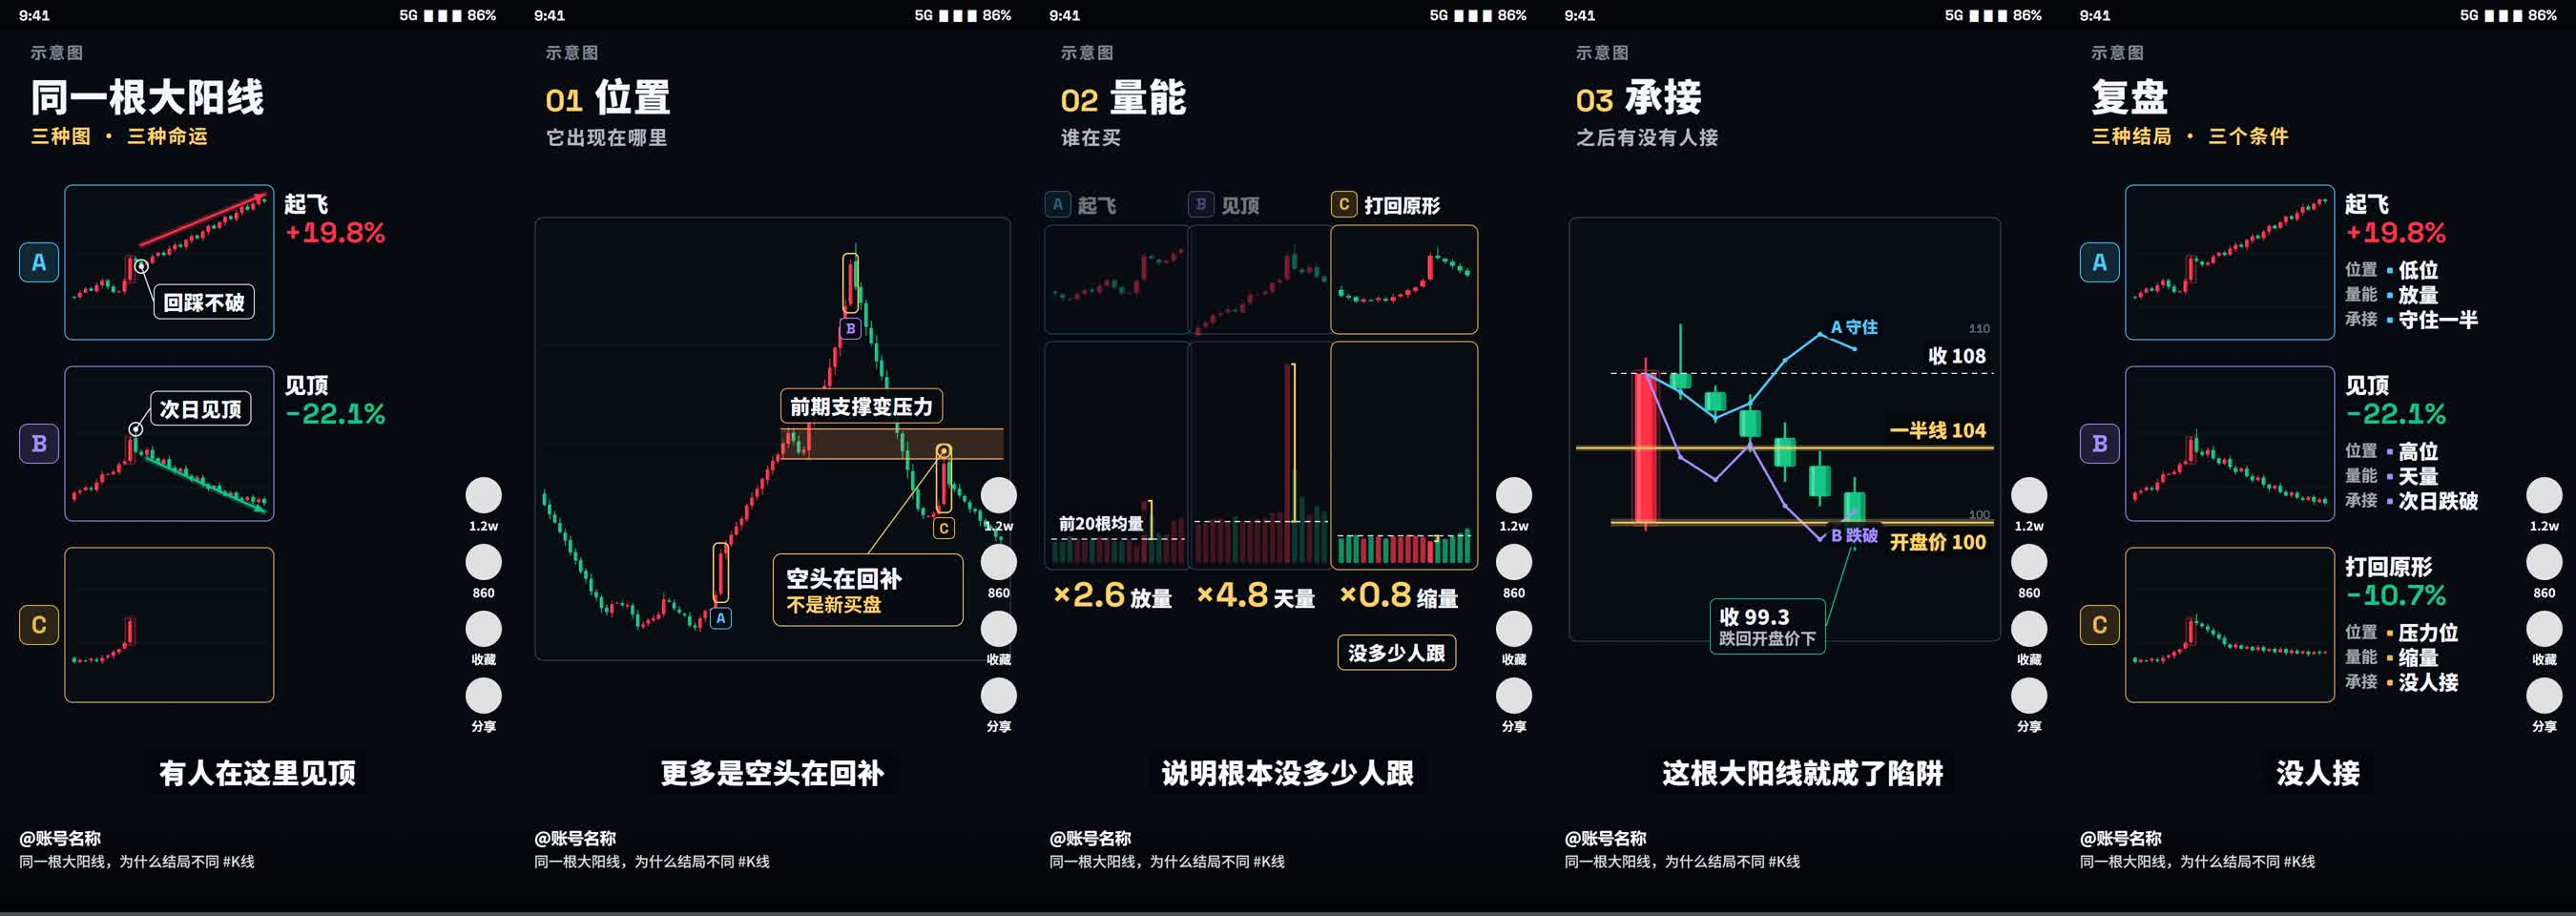 9:41
5G 86%
示意图
同一根大阳线
三种图 · 三种命运
A
回踩不破
起飞
+19.8%
B
次日见顶
见顶
-22.1%
C
1.2w
860
收藏
分享
有人在这里见顶
@账号名称
同一根大阳线，为什么结局不同 #K线
9:41
5G 86%
示意图
01 位置
它出现在哪里
B
前期支撑变压力
C
空头在回补
不是新买盘
A
1.2w
860
收藏
分享
更多是空头在回补
@账号名称
同一根大阳线，为什么结局不同 #K线
9:41
5G 86%
示意图
02 量能
谁在买
A 起飞
B 见顶
C 打回原形
前20根均量
×2.6 放量
×4.8 天量
×0.8 缩量
没多少人跟
1.2w
860
收藏
分享
说明根本没多少人跟
@账号名称
同一根大阳线，为什么结局不同 #K线
9:41
5G 86%
示意图
03 承接
之后有没有人接
A 守住
110
收 108
一半线 104
100
B 跌破
开盘价 100
收 99.3
跌回开盘价下
1.2w
860
收藏
分享
这根大阳线就成了陷阱
@账号名称
同一根大阳线，为什么结局不同 #K线
9:41
5G 86%
示意图
复盘
三种结局 · 三个条件
A
起飞
+19.8%
位置 低位
量能 放量
承接 守住一半
B
见顶
-22.1%
位置 高位
量能 天量
承接 次日跌破
C
打回原形
-10.7%
位置 压力位
量能 缩量
承接 没人接
1.2w
860
收藏
分享
没人接
@账号名称
同一根大阳线，为什么结局不同 #K线